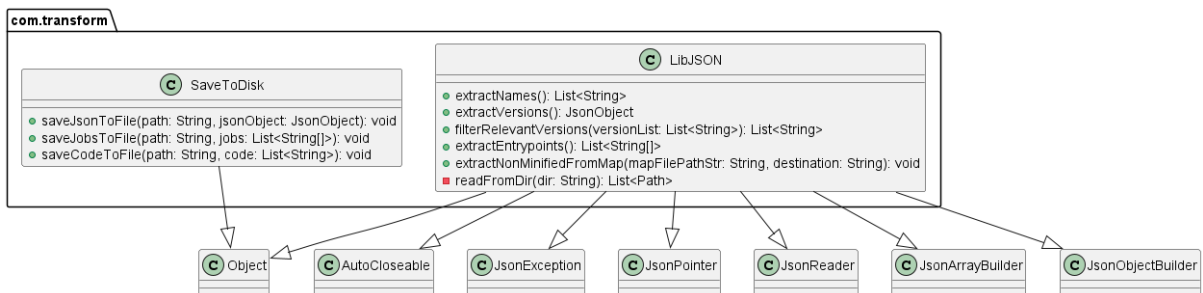 com.transform
C SaveToDisk
saveJsonToFile(path: String, jsonObject: JsonObject): void
saveJobsToFile(path: String, jobs: List<String[]>): void
saveCodeToFile(path: String, code: List<String>): void
C LibJSON
extractNames(): List<String>
extractVersions(): JsonObject
filterRelevantVersions(versionList: List<String>): List<String>
extractEntrypoints(): List<String[]>
extractNonMinifiedFromMap(mapFilePathStr: String, destination: String): void
readFromDir(dir: String): List<Path>
C Object
C AutoCloseable
C JsonException
C JsonPointer
C JsonReader
C JsonArrayBuilder
C JsonObjectBuilder